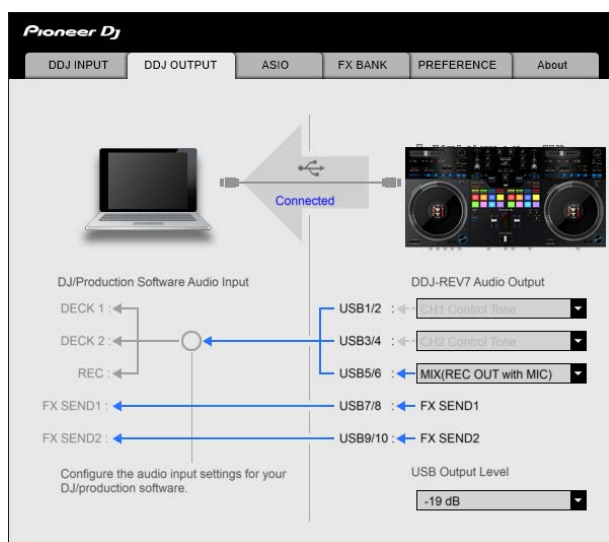 Pioneer Dj
DDJ INPUT DDJ OUTPUT ASIO FX BANK PREFERENCE About
Connected
DJ/Production Software Audio Input DDJ-REV7 Audio Output
DECK 1 : USB1/2 : CH1 Control Tone
DECK 2 : USB3/4 : CH2 Control Tone
REC : USB5/6 : MIX(REC OUT with MIC)
FX SEND1 : USB7/8 : FX SEND1
FX SEND2 : USB9/10 : FX SEND2
Configure the audio input settings for your
DJ/production software.
USB Output Level
-19 dB